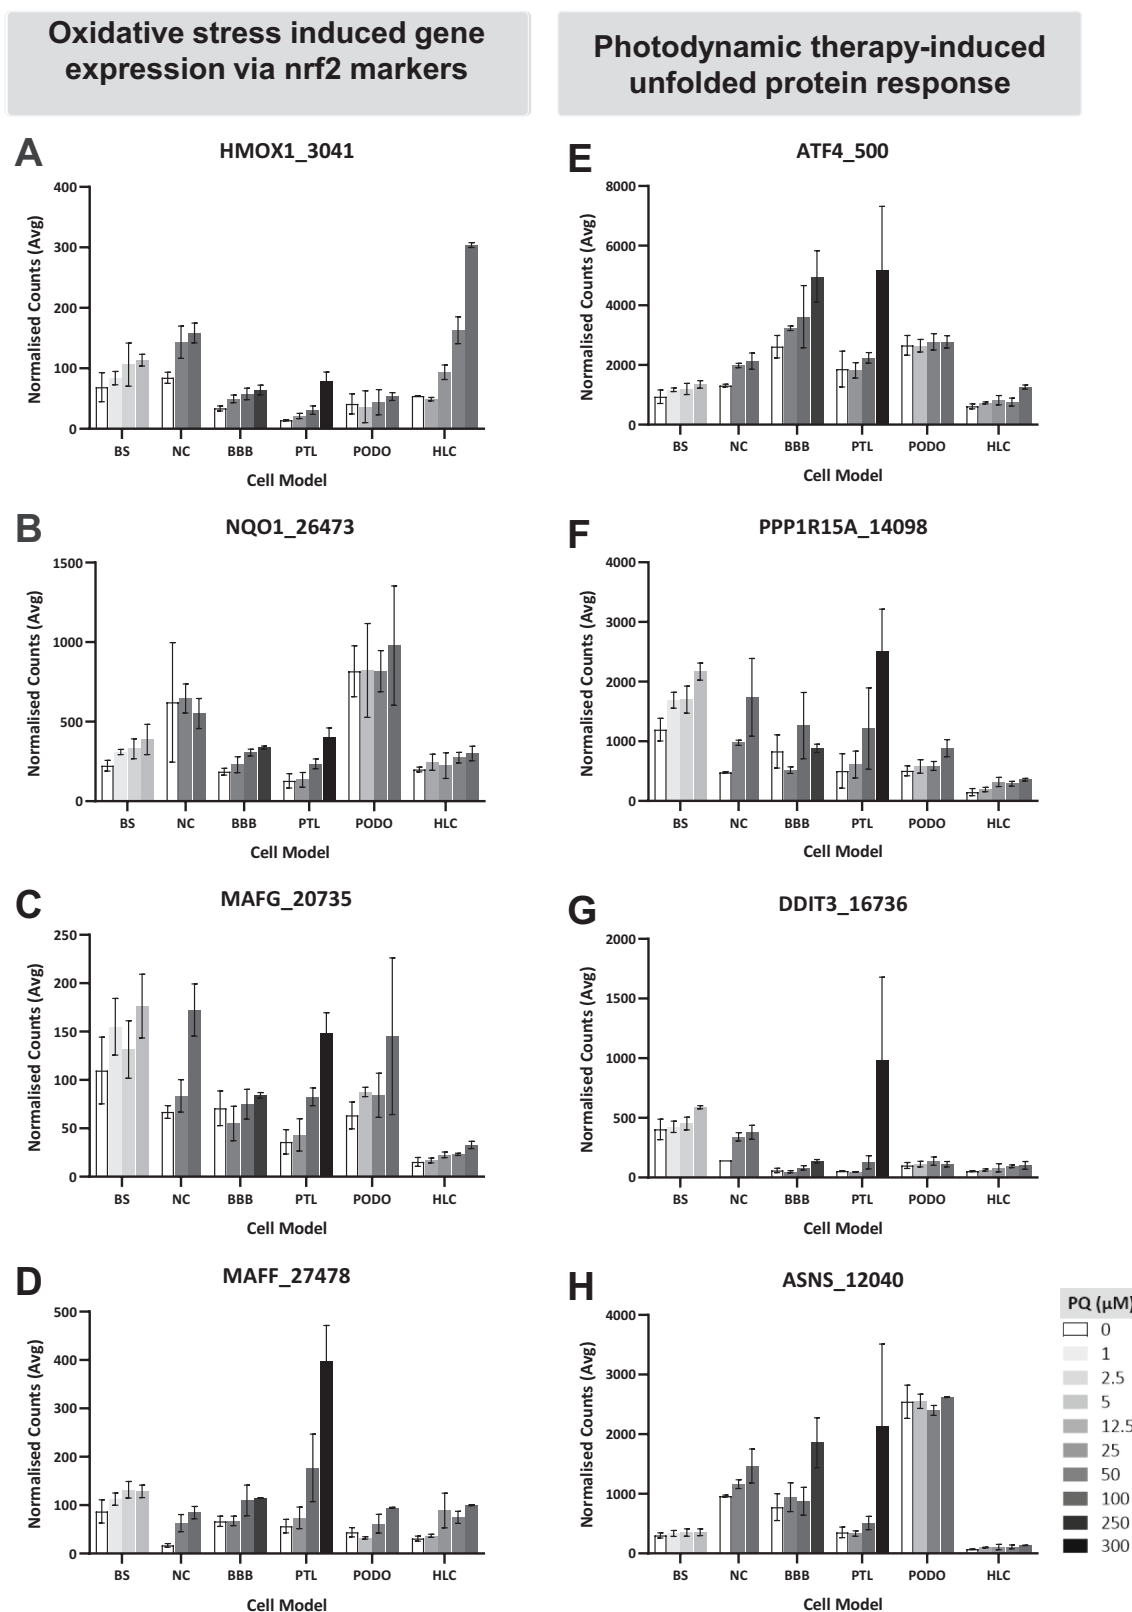 Oxidative stress induced gene
expression via nrf2 markers
Photodynamic therapy-induced
unfolded protein response
A
HMOX1_3041
Normalised Counts (Avg)
400
300
200
100
0
BS NC BBB PTL PODO HLC
Cell Model
E
ATF4_500
Normalised Counts (Avg)
8000
6000
4000
2000
0
BS NC BBB PTL PODO HLC
Cell Model
B
NQO1_26473
Normalised Counts (Avg)
1500
1000
500
0
BS NC BBB PTL PODO HLC
Cell Model
F
PPP1R15A_14098
Normalised Counts (Avg)
4000
3000
2000
1000
0
BS NC BBB PTL PODO HLC
Cell Model
C
MAFG_20735
Normalised Counts (Avg)
250
200
150
100
50
0
BS NC BBB PTL PODO HLC
Cell Model
G
DDIT3_16736
Normalised Counts (Avg)
2000
1500
1000
500
0
BS NC BBB PTL PODO HLC
Cell Model
D
MAFF_27478
Normalised Counts (Avg)
500
400
300
200
100
0
BS NC BBB PTL PODO HLC
Cell Model
H
ASNS_12040
Normalised Counts (Avg)
4000
3000
2000
1000
0
BS NC BBB PTL PODO HLC
Cell Model
PQ (µM)
0
1
2.5
5
12.5
25
50
100
250
300